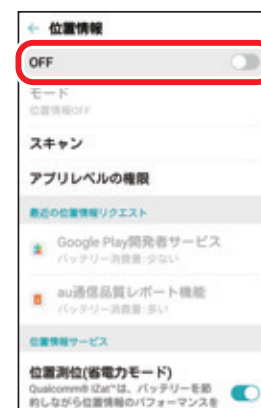 ← 位置情報
OFF
モード
位置情報OFF
スキャン
アプリレベルの権限
最近の位置情報リクエスト
Google Play開発者サービス
バッテリー消費量:少ない
au通信品質レポート機能
バッテリー消費量:多い
位置情報サービス
位置測位(省電力モード)
Qualcomm® IZat™は、バッテリーを節
約しながら位置情報のパフォーマンスを